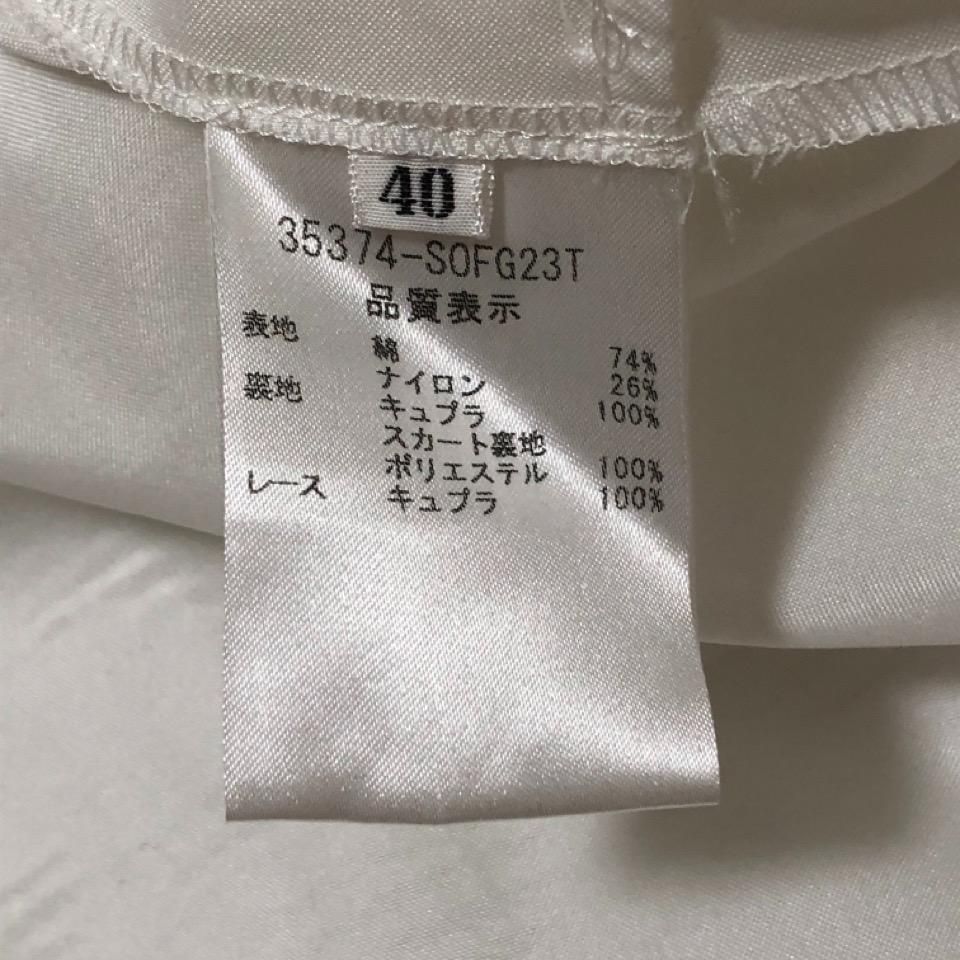 40
35374-SOFG23T
品質表示
表地 綿 74%
ナイロン 26%
裏地 キュプラ 100%
スカート裏地
ポリエステル 100%
レース キュプラ 100%